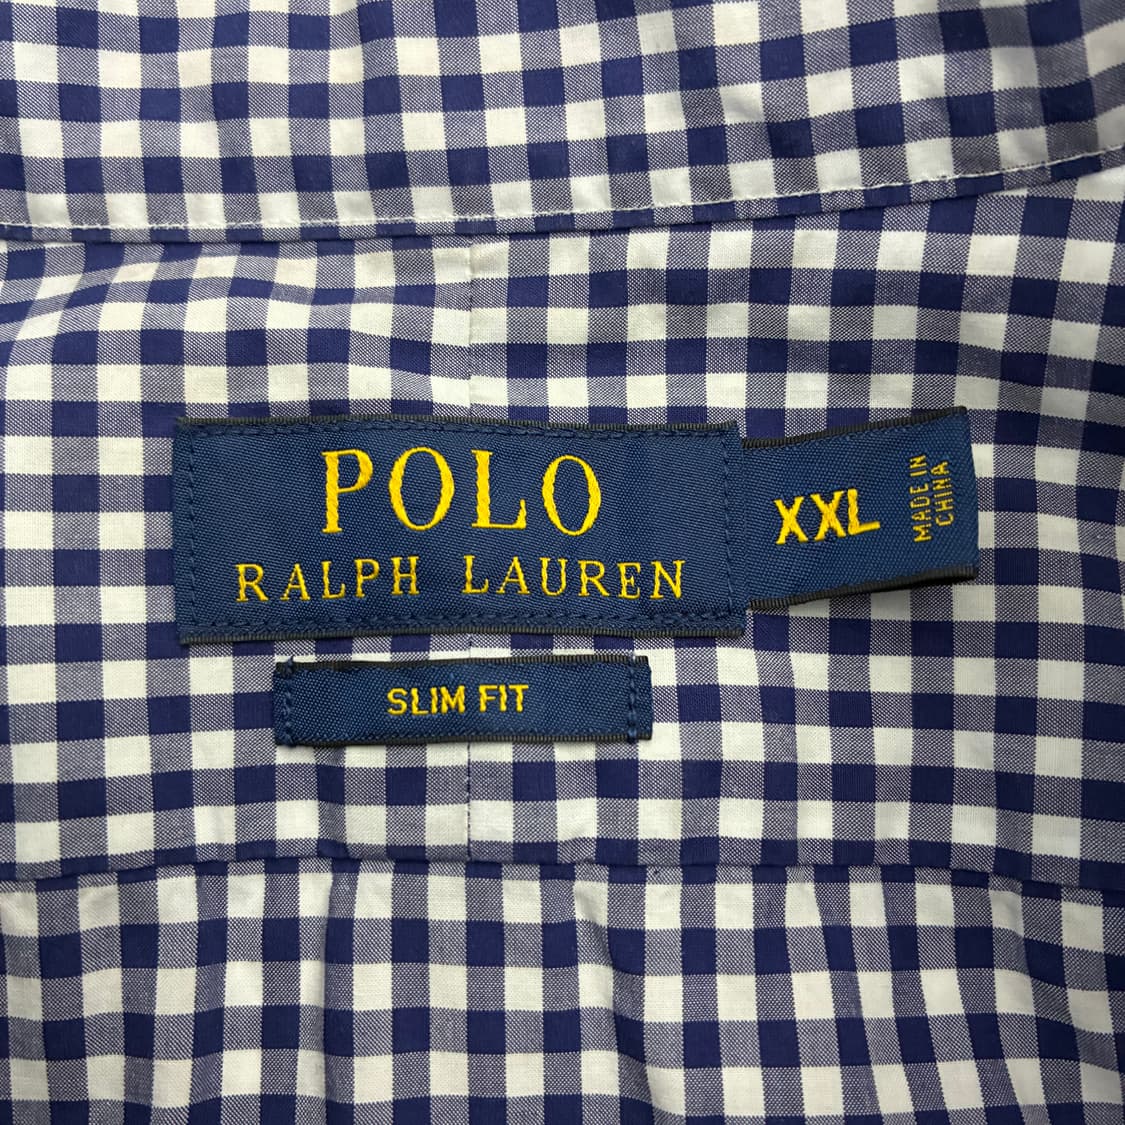 POLO
RALPH LAUREN
XXL
MADE IN
CHINA
SLIM FIT